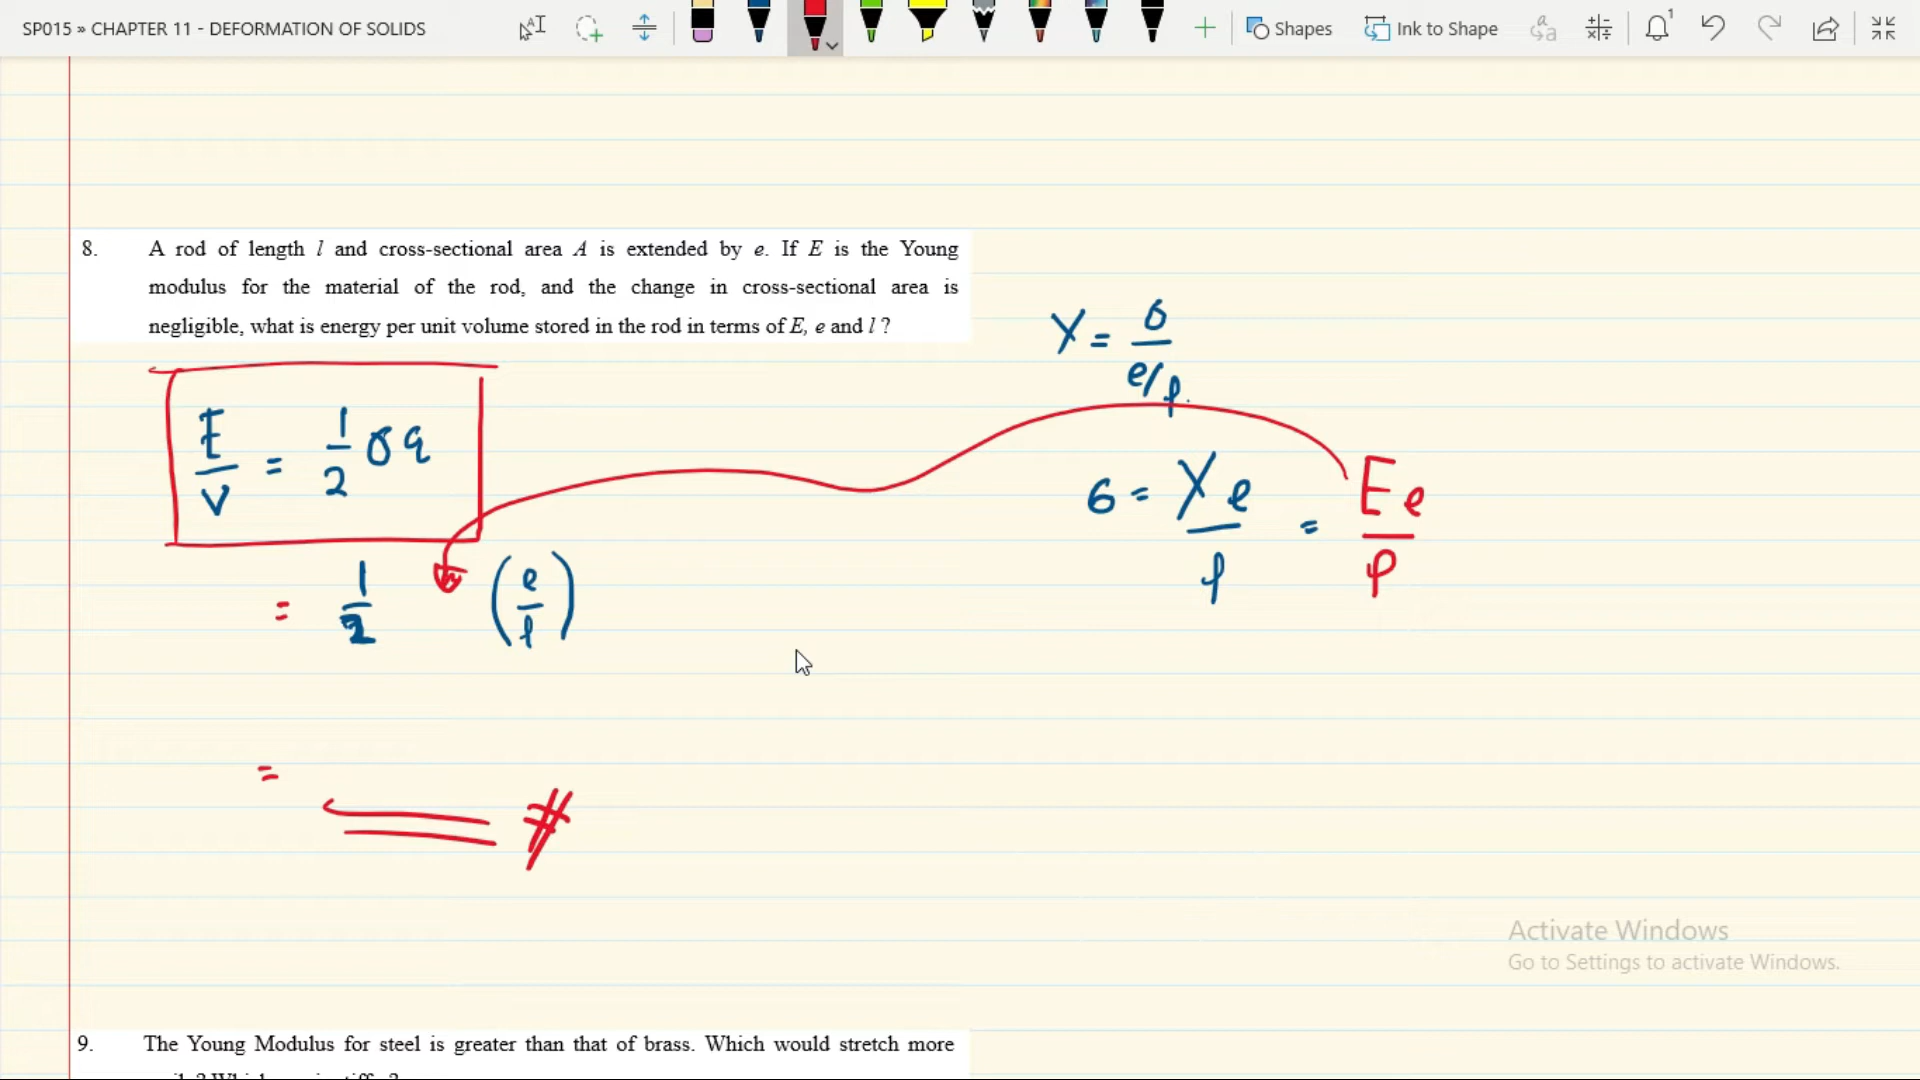 SP015 » CHAPTER 11 - DEFORMATION OF SOLIDS
Shapes
Ink to Shape
8. A rod of length l and cross-sectional area A is extended by e. If E is the Young
modulus for the material of the rod, and the change in cross-sectional area is
negligible, what is energy per unit volume stored in the rod in terms of E, e and l ?
Y = σ / e/l
E/V = 1/2 σ ε
σ = Y e / l = E e / l
= 1/2 (e/l)
= #
Activate Windows
Go to Settings to activate Windows.
9. The Young Modulus for steel is greater than that of brass. Which would stretch more